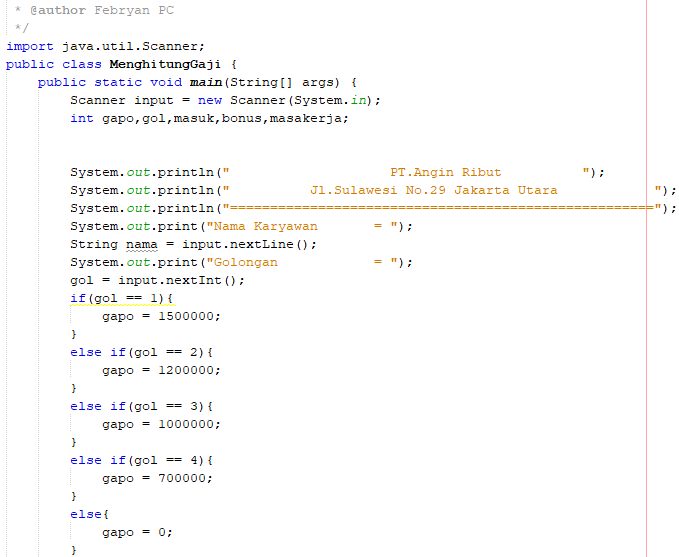 * @author Febryan PC
*/
import java.util.Scanner;
public class MenghitungGaji {
public static void main(String[] args) {
Scanner input = new Scanner(System.in);
int gapo,gol,masuk,bonus,masakerja;
System.out.println("                    PT.Angin Ribut          ");
System.out.println("          Jl.Sulawesi No.29 Jakarta Utara            ");
System.out.println("=====================================================");
System.out.print("Nama Karyawan       = ");
String nama = input.nextLine();
System.out.print("Golongan            = ");
gol = input.nextInt();
if(gol == 1){
gapo = 1500000;
}
else if(gol == 2){
gapo = 1200000;
}
else if(gol == 3){
gapo = 1000000;
}
else if(gol == 4){
gapo = 700000;
}
else{
gapo = 0;
}